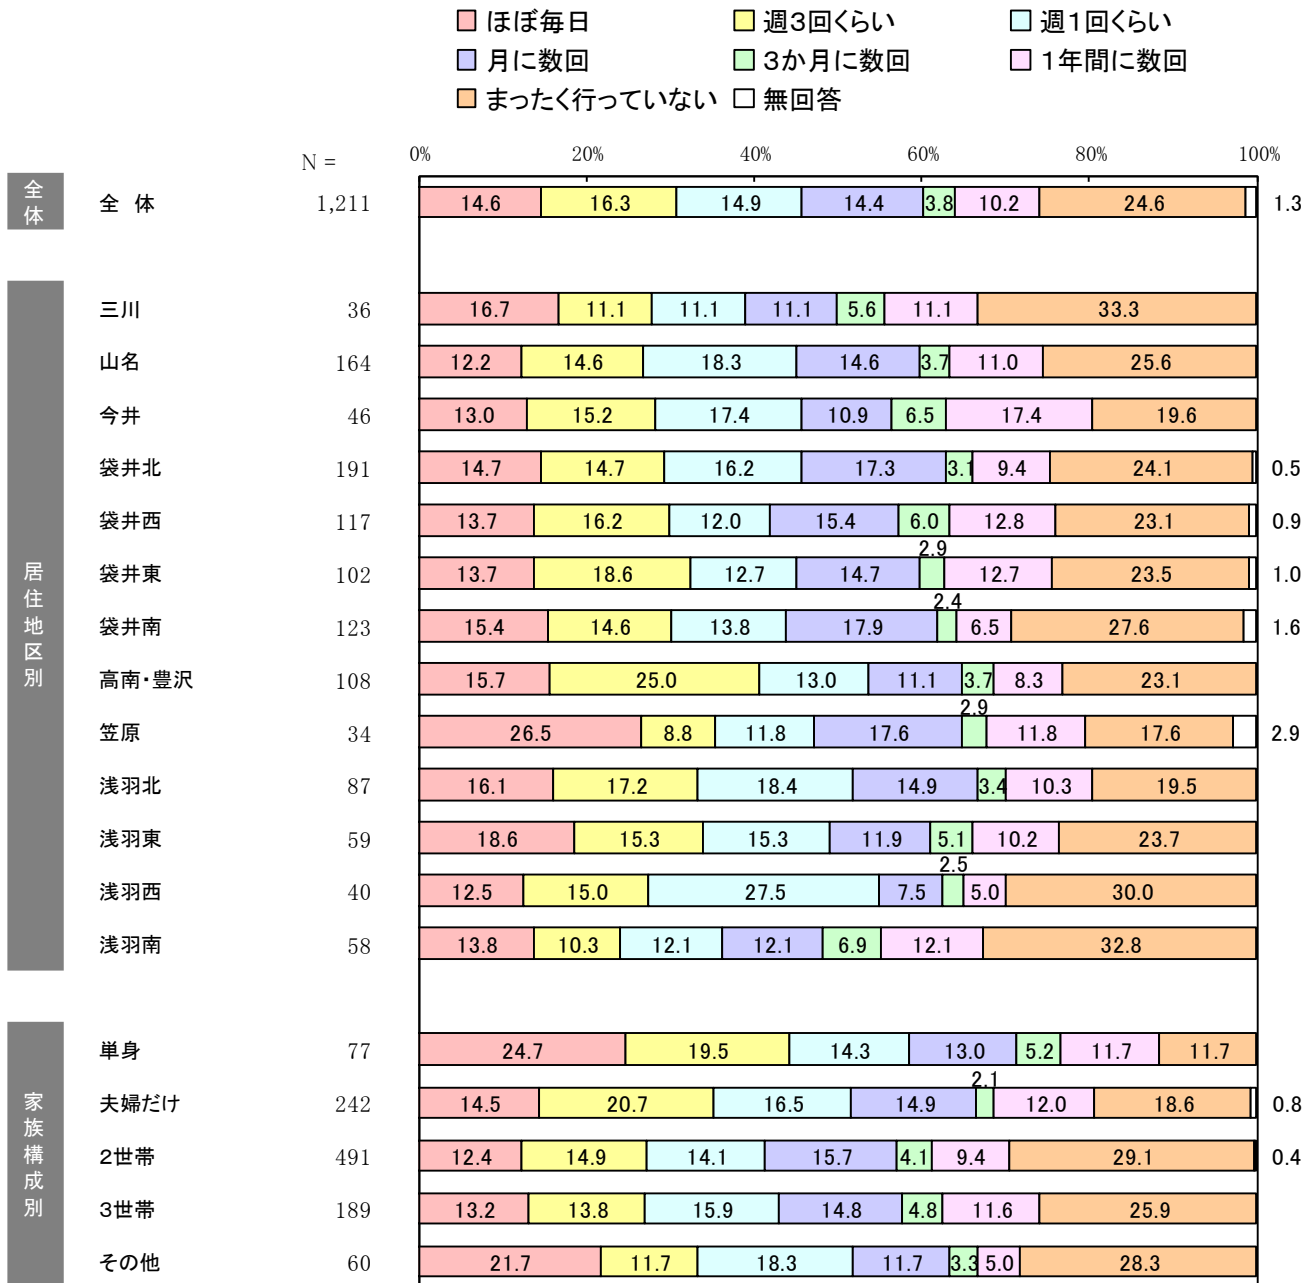 ほぼ毎日 週3回くらい 週1回くらい
月に数回 3か月に数回 1年間に数回
まったく行っていない 無回答
N = 0% 20% 40% 60% 80% 100%
全体 全 体 1,211 14.6 16.3 14.9 14.4 3.8 10.2 24.6 1.3
居住地区別
三川 36 16.7 11.1 11.1 11.1 5.6 11.1 33.3
山名 164 12.2 14.6 18.3 14.6 3.7 11.0 25.6
今井 46 13.0 15.2 17.4 10.9 6.5 17.4 19.6
袋井北 191 14.7 14.7 16.2 17.3 3.1 9.4 24.1 0.5
袋井西 117 13.7 16.2 12.0 15.4 6.0 12.8 23.1 0.9
袋井東 102 13.7 18.6 12.7 14.7 2.9 12.7 23.5 1.0
袋井南 123 15.4 14.6 13.8 17.9 2.4 6.5 27.6 1.6
高南・豊沢 108 15.7 25.0 13.0 11.1 3.7 8.3 23.1
笠原 34 26.5 8.8 11.8 17.6 2.9 11.8 17.6 2.9
浅羽北 87 16.1 17.2 18.4 14.9 3.4 10.3 19.5
浅羽東 59 18.6 15.3 15.3 11.9 5.1 10.2 23.7
浅羽西 40 12.5 15.0 27.5 7.5 2.5 5.0 30.0
浅羽南 58 13.8 10.3 12.1 12.1 6.9 12.1 32.8
家族構成別
単身 77 24.7 19.5 14.3 13.0 5.2 11.7 11.7
夫婦だけ 242 14.5 20.7 16.5 14.9 2.1 12.0 18.6 0.8
2世帯 491 12.4 14.9 14.1 15.7 4.1 9.4 29.1 0.4
3世帯 189 13.2 13.8 15.9 14.8 4.8 11.6 25.9
その他 60 21.7 11.7 18.3 11.7 3.3 5.0 28.3